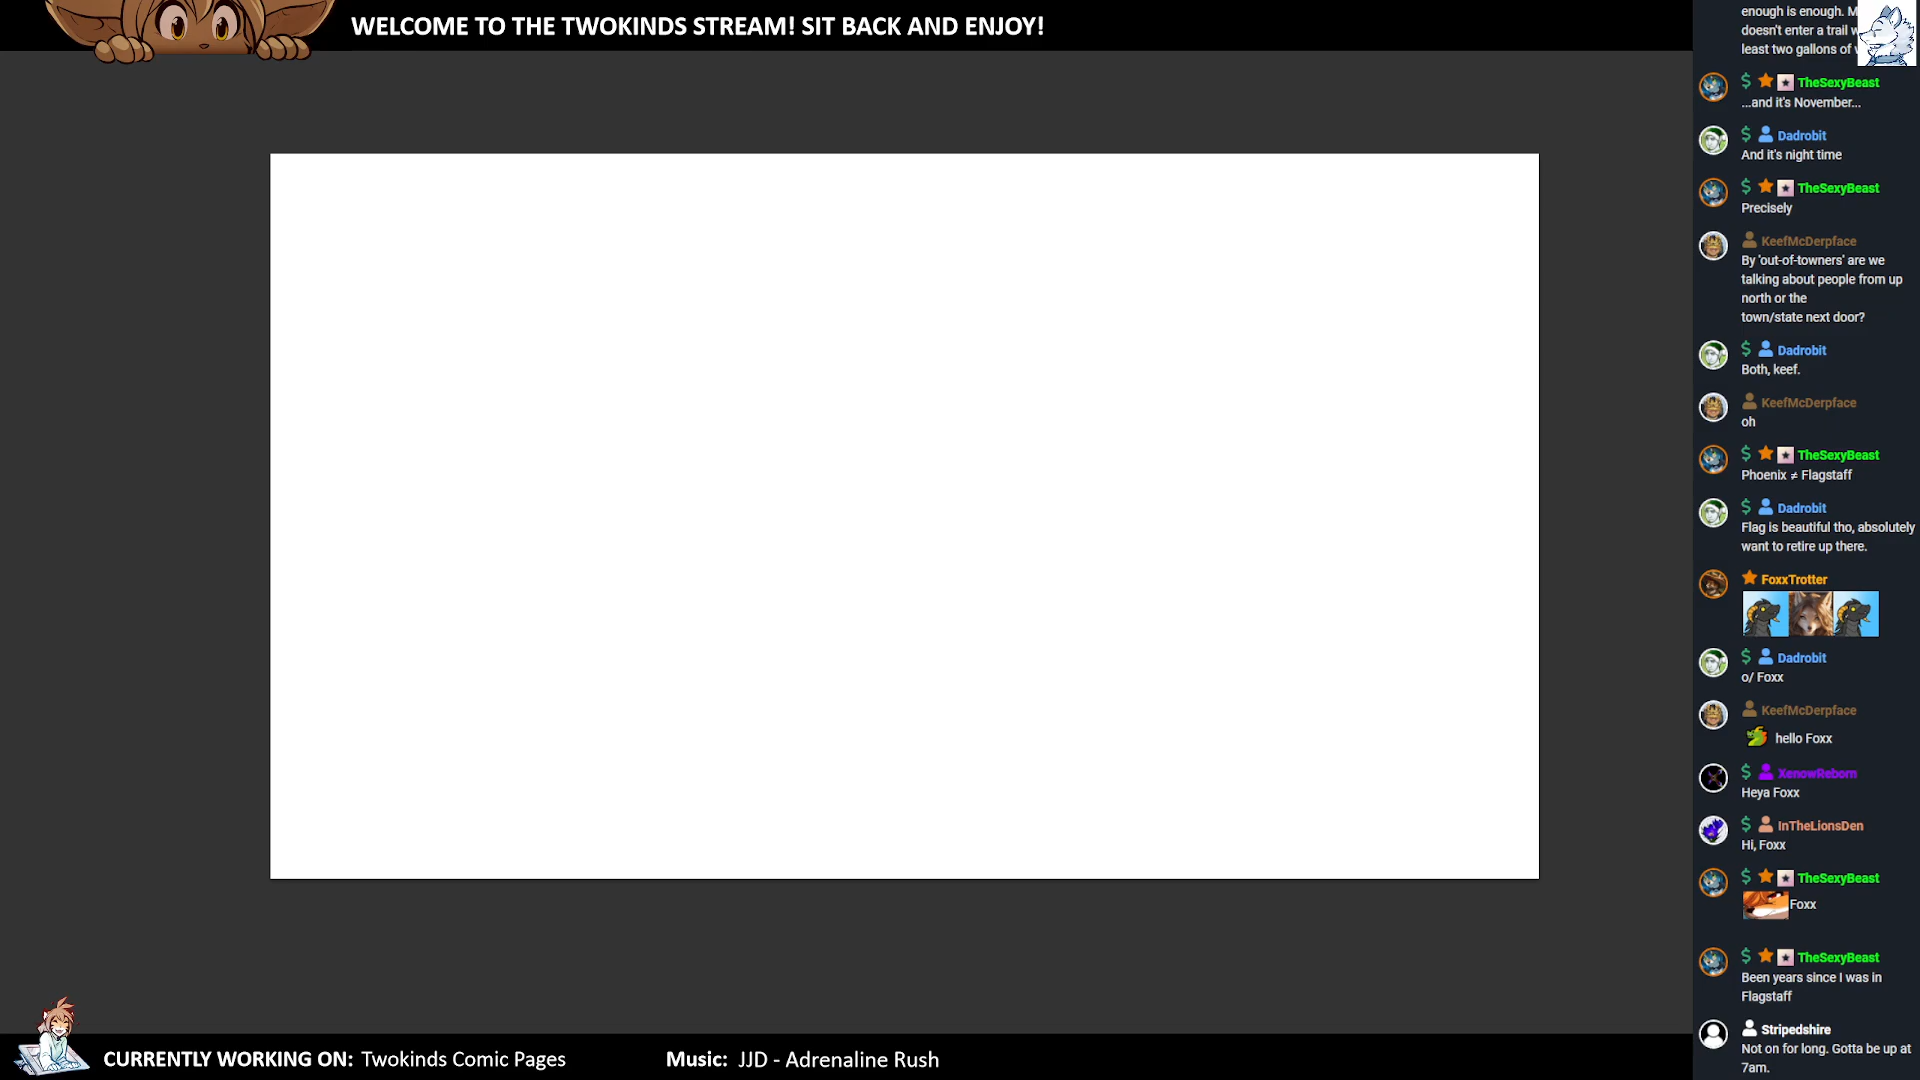 WELCOME TO THE TWOKINDS STREAM! SIT BACK AND ENJOY!
enough is enough.
doesn't enter a trail
least two gallons of
TheSexyBeast
...and it's November...
Dadrobit
And it's night time
TheSexyBeast
Precisely
KeefMcDerpface
By 'out-of-towners' are we
talking about people from up
north or the
town/state next door?
Dadrobit
Both, keef.
KeefMcDerpface
oh
TheSexyBeast
Phoenix ≠ Flagstaff
Dadrobit
Flag is beautiful tho, absolutely
want to retire up there.
FoxxTrotter
Dadrobit
o/ Foxx
KeefMcDerpface
hello Foxx
XenowReborn
Heya Foxx
InTheLionsDen
Hi, Foxx
TheSexyBeast
Foxx
TheSexyBeast
Been years since I was in
Flagstaff
Stripedshire
Not on for long. Gotta be up at
7am.
CURRENTLY WORKING ON: Twokinds Comic Pages
Music: JJD - Adrenaline Rush